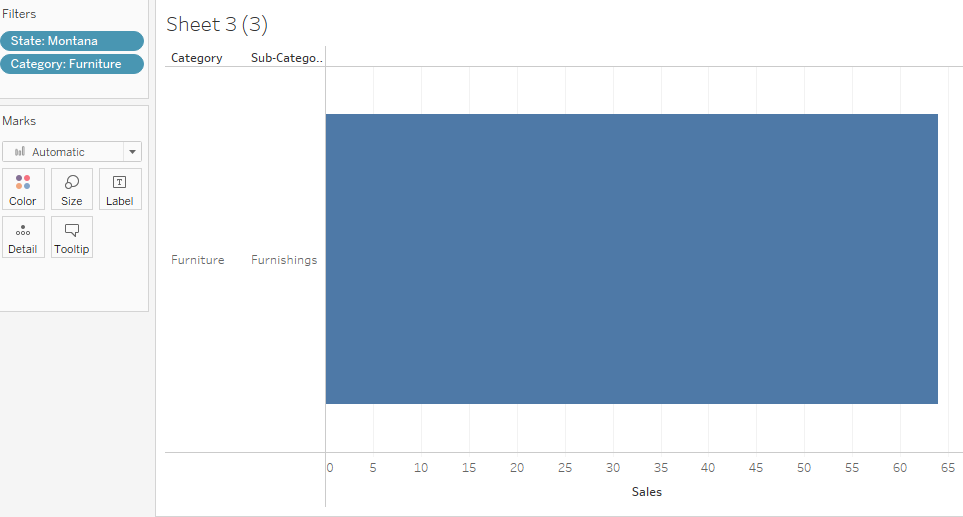 Filters
State: Montana
Category: Furniture
Marks
Automatic
Color
Size
Label
Detail
Tooltip
Sheet 3 (3)
Category Sub-Catego..
Furniture Furnishings
0 5 10 15 20 25 30 35 40 45 50 55 60 65
Sales